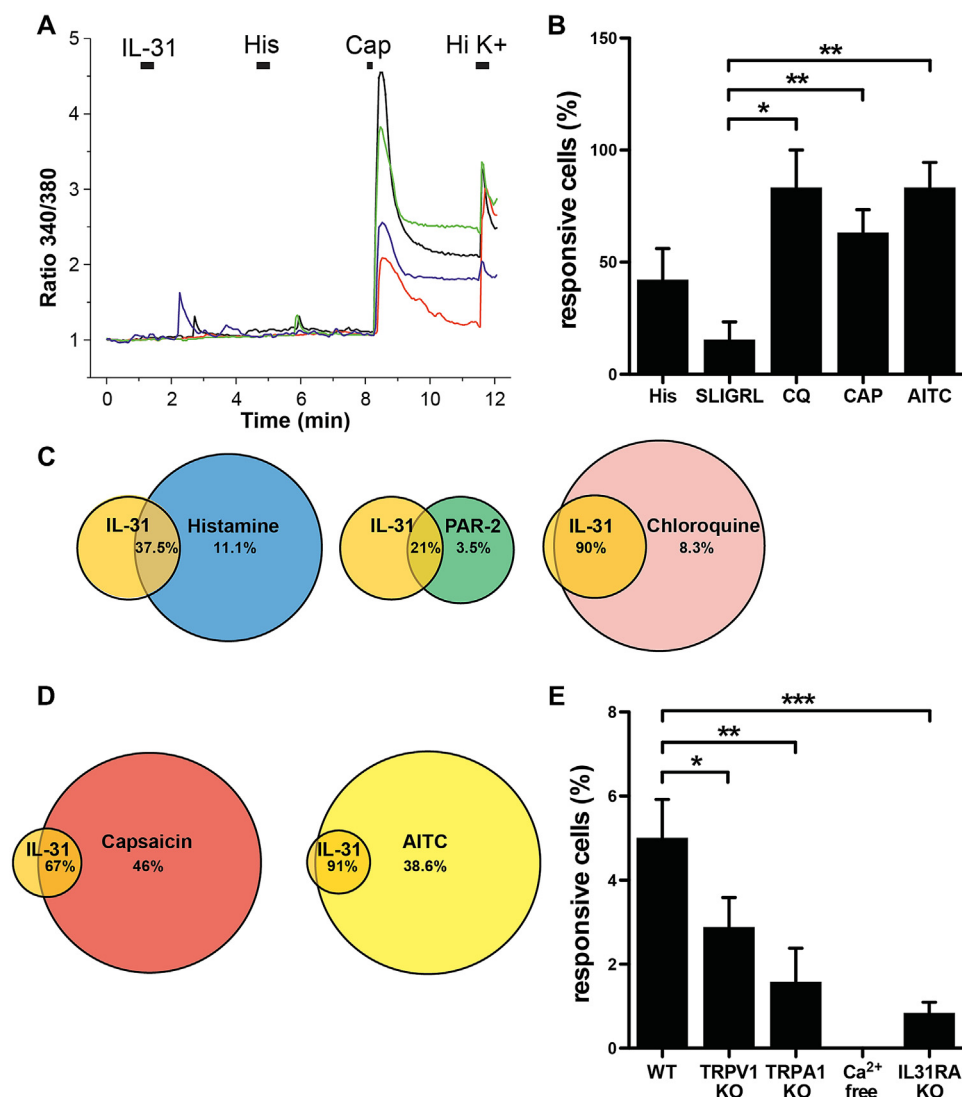 A
IL-31 His Cap Hi K+
5
4
3
2
1
Ratio 340/380
0 2 4 6 8 10 12
Time (min)
B
150
100
50
0
responsive cells (%)
** 
**
*
His SLIGRL CQ CAP AITC
C
IL-31
37.5%
Histamine
11.1%
IL-31
21%
PAR-2
3.5%
IL-31
90%
Chloroquine
8.3%
D
IL-31
67%
Capsaicin
46%
IL-31
91%
AITC
38.6%
E
8
6
4
2
0
responsive cells (%)
***
**
*
WT TRPV1 TRPA1 Ca2+ IL31RA
KO KO free KO